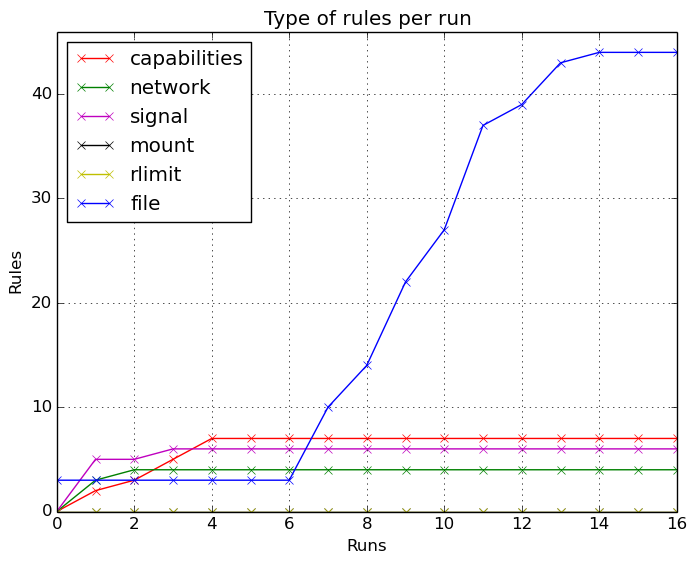 Type of rules per run
capabilities
network
signal
mount
rlimit
file
Rules
40
30
20
10
0
0 2 4 6 8 10 12 14 16
Runs